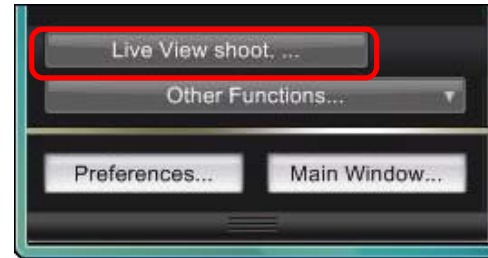 Live View shoot. ...
Other Functions...
Preferences... Main Window...